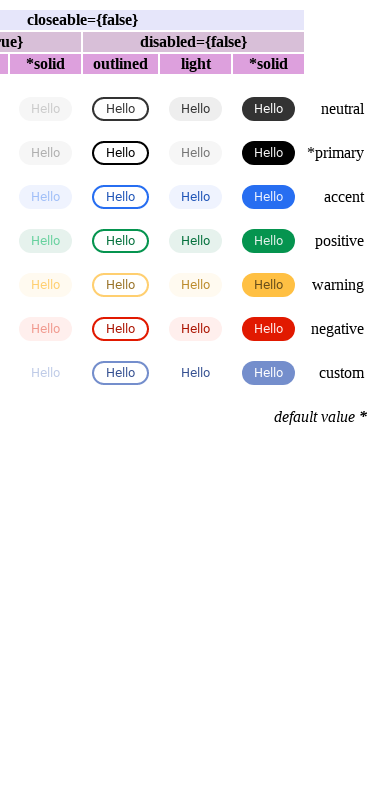 closeable={false}
rue} disabled={false}
*solid outlined light *solid
Hello Hello Hello Hello neutral
Hello Hello Hello Hello *primary
Hello Hello Hello Hello accent
Hello Hello Hello Hello positive
Hello Hello Hello Hello warning
Hello Hello Hello Hello negative
Hello Hello Hello Hello custom
default value *